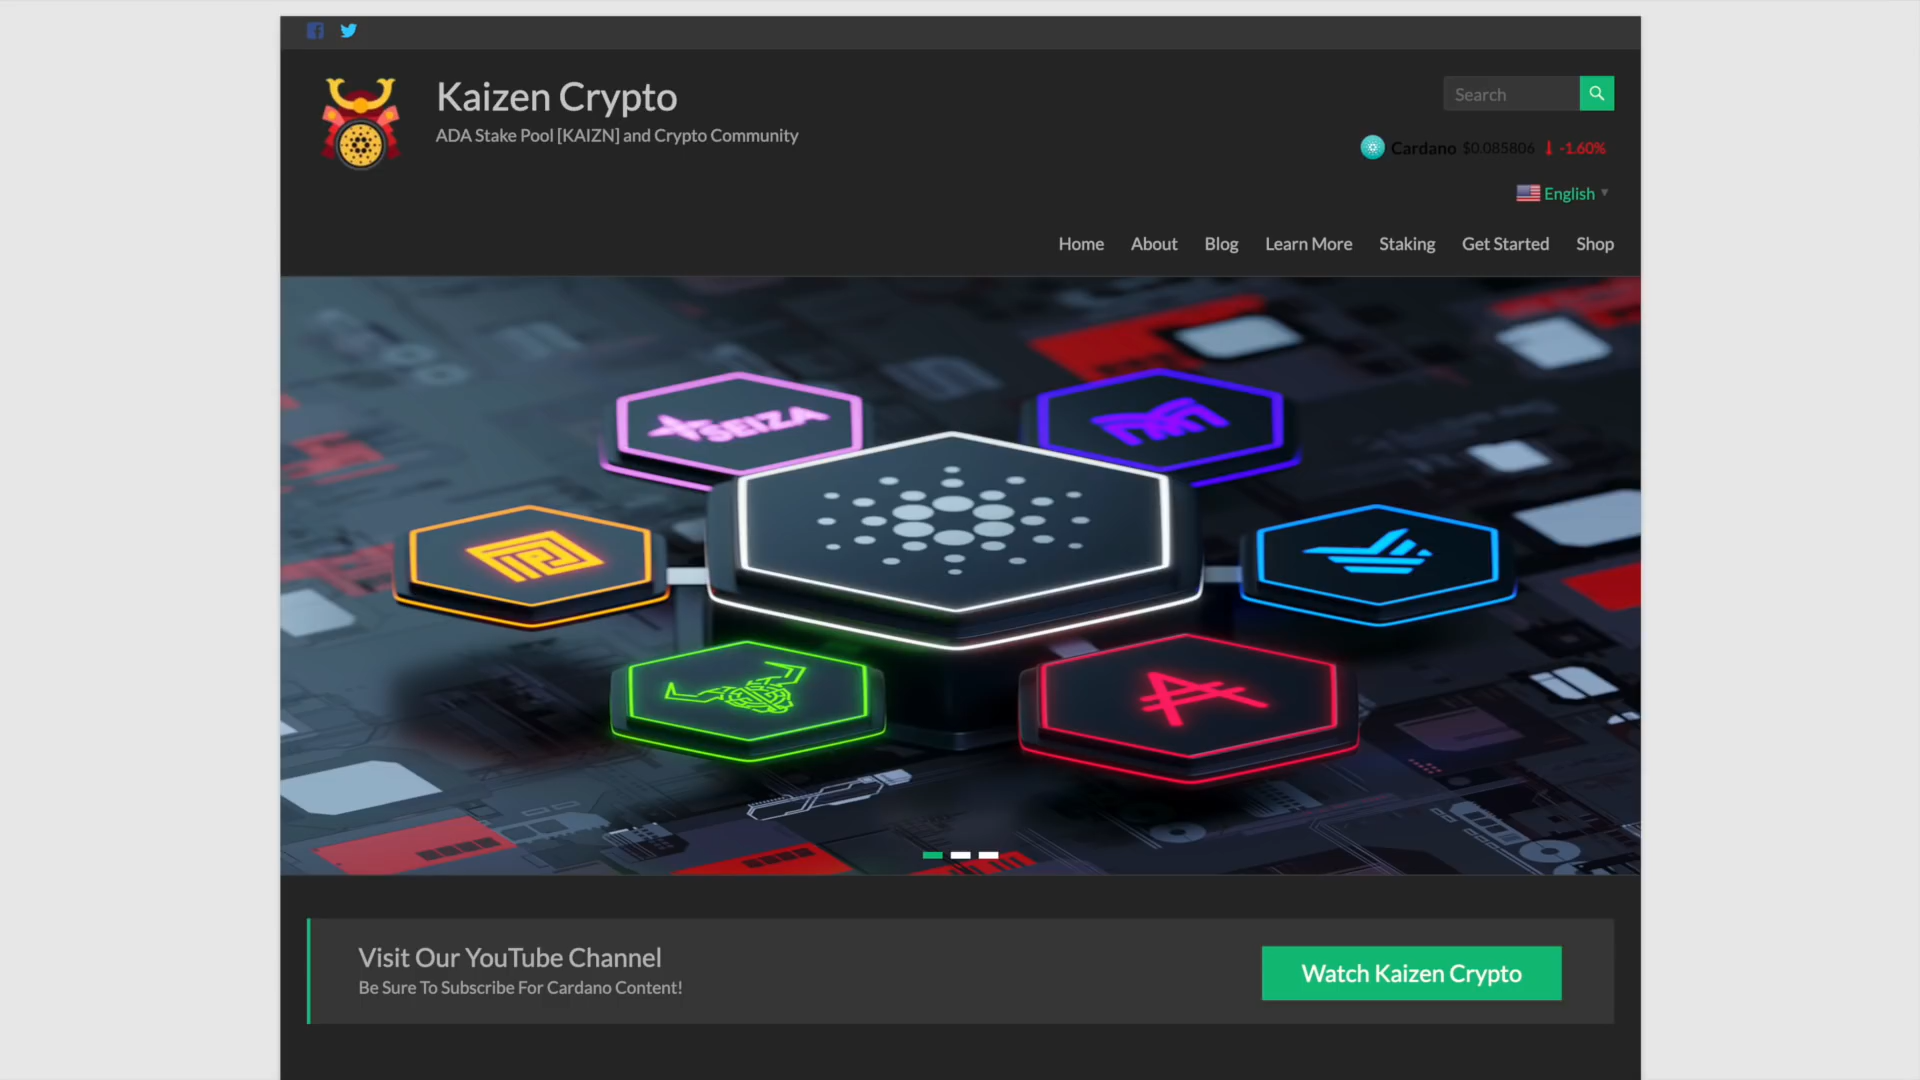 Kaizen Crypto
ADA Stake Pool [KAIZN] and Crypto Community
Search
Cardano $0.085806 -1.60%
English
Home About Blog Learn More Staking Get Started Shop
SEIZA
Visit Our YouTube Channel
Be Sure To Subscribe For Cardano Content!
Watch Kaizen Crypto